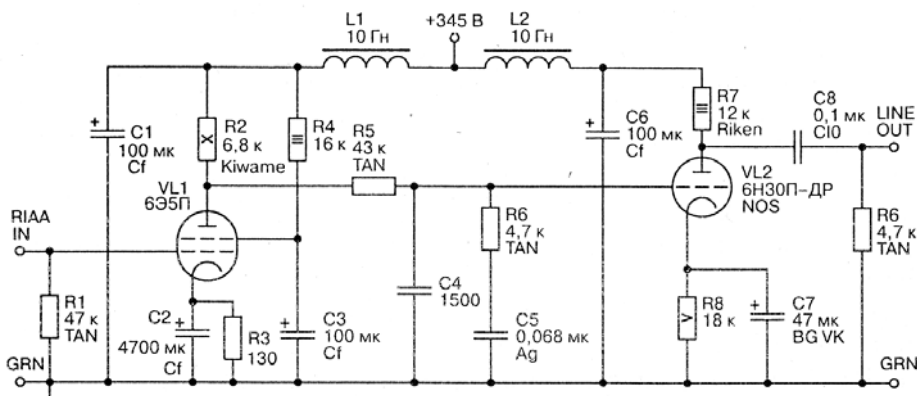 L1
10 Гн
+345 В
L2
10 Гн
C1
100 мк
Cf
R2
6,8 к
Kiwame
R4
16 к
R5
43 к
TAN
C6
100 мк
Cf
R7
12 к
Riken
C8
0,1 мк
Cl0
LINE
OUT
VL1
6Э5П
VL2
6Н30П-ДР
NOS
RIAA
IN
R6
4,7 к
TAN
R6
4,7 к
TAN
R1
47 к
TAN
C2
4700 мк
Cf
R3
130
C3
100 мк
Cf
C4
1500
C5
0,068 мк
Ag
R8
18 к
C7
47 мк
BG VK
GRN
GRN